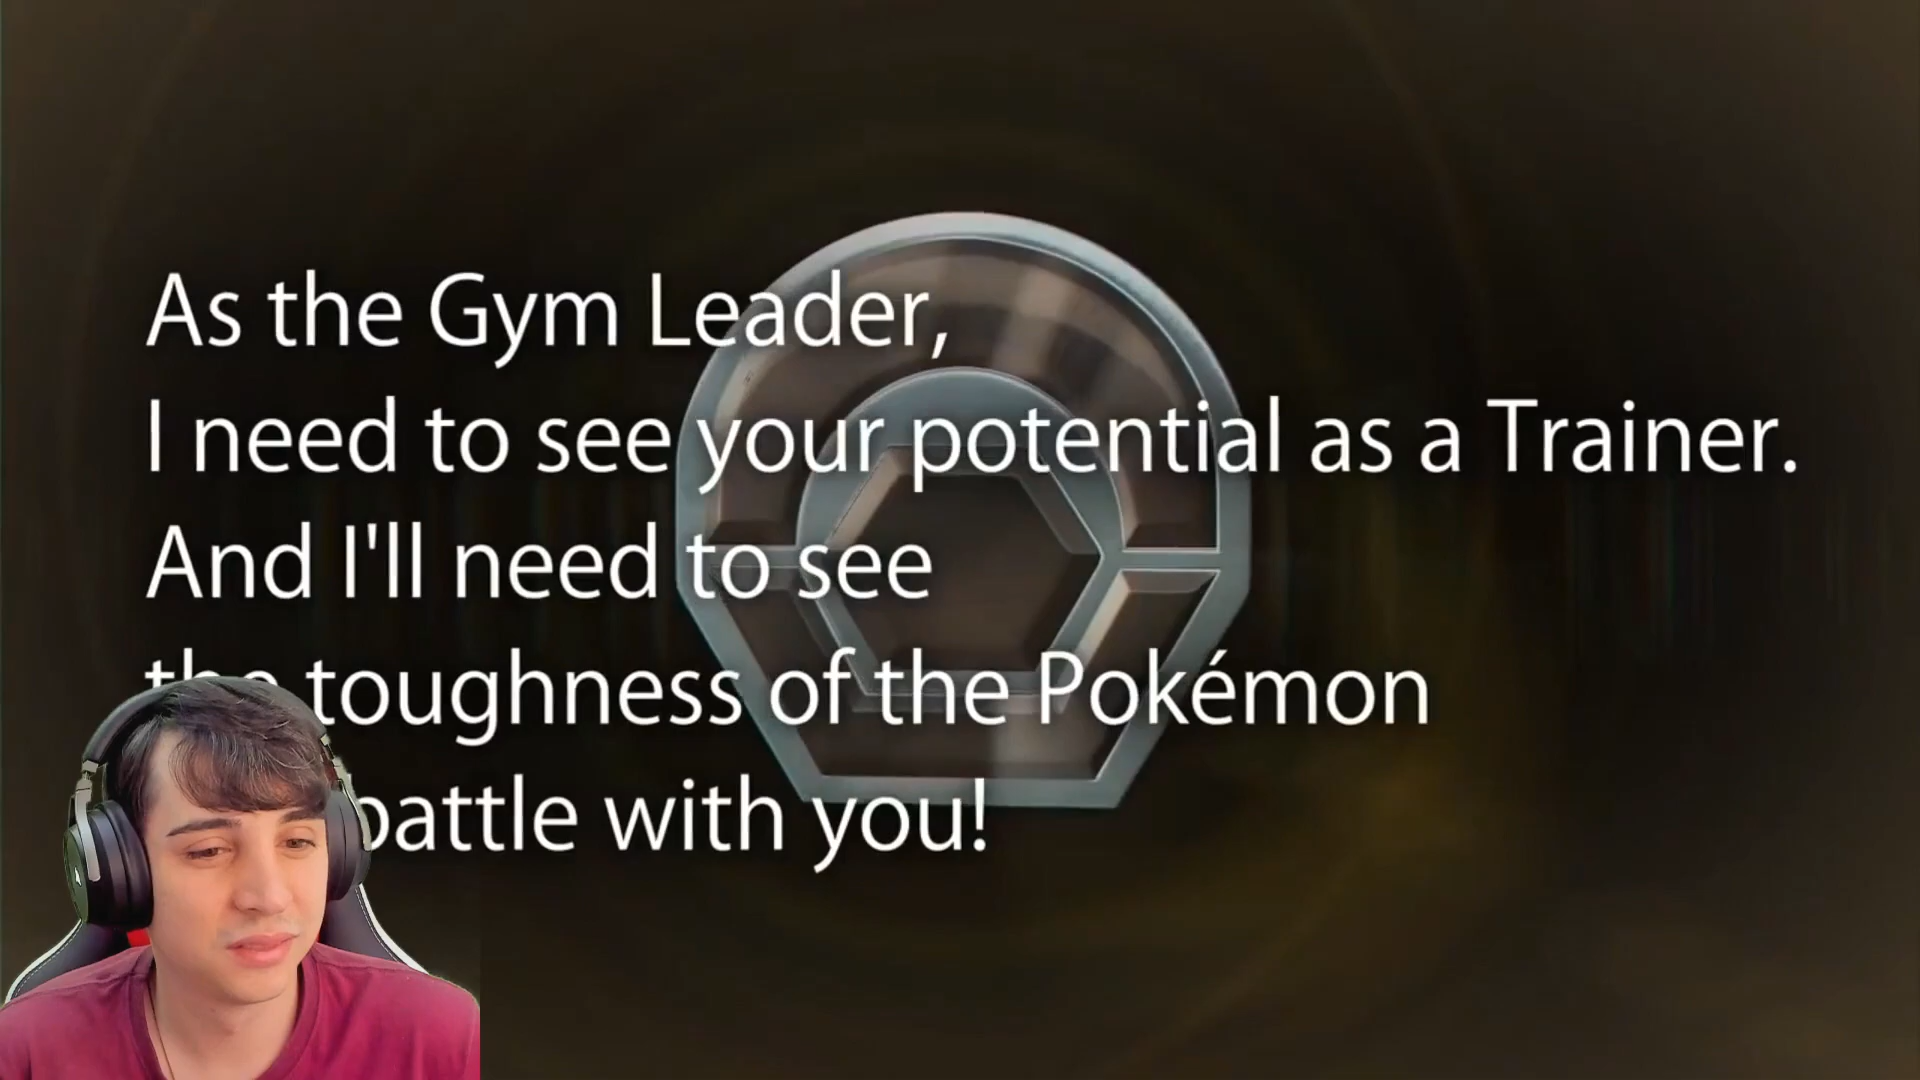 As the Gym Leader,
I need to see your potential as a Trainer.
And I'll need to see
the toughness of the Pokémon
battle with you!